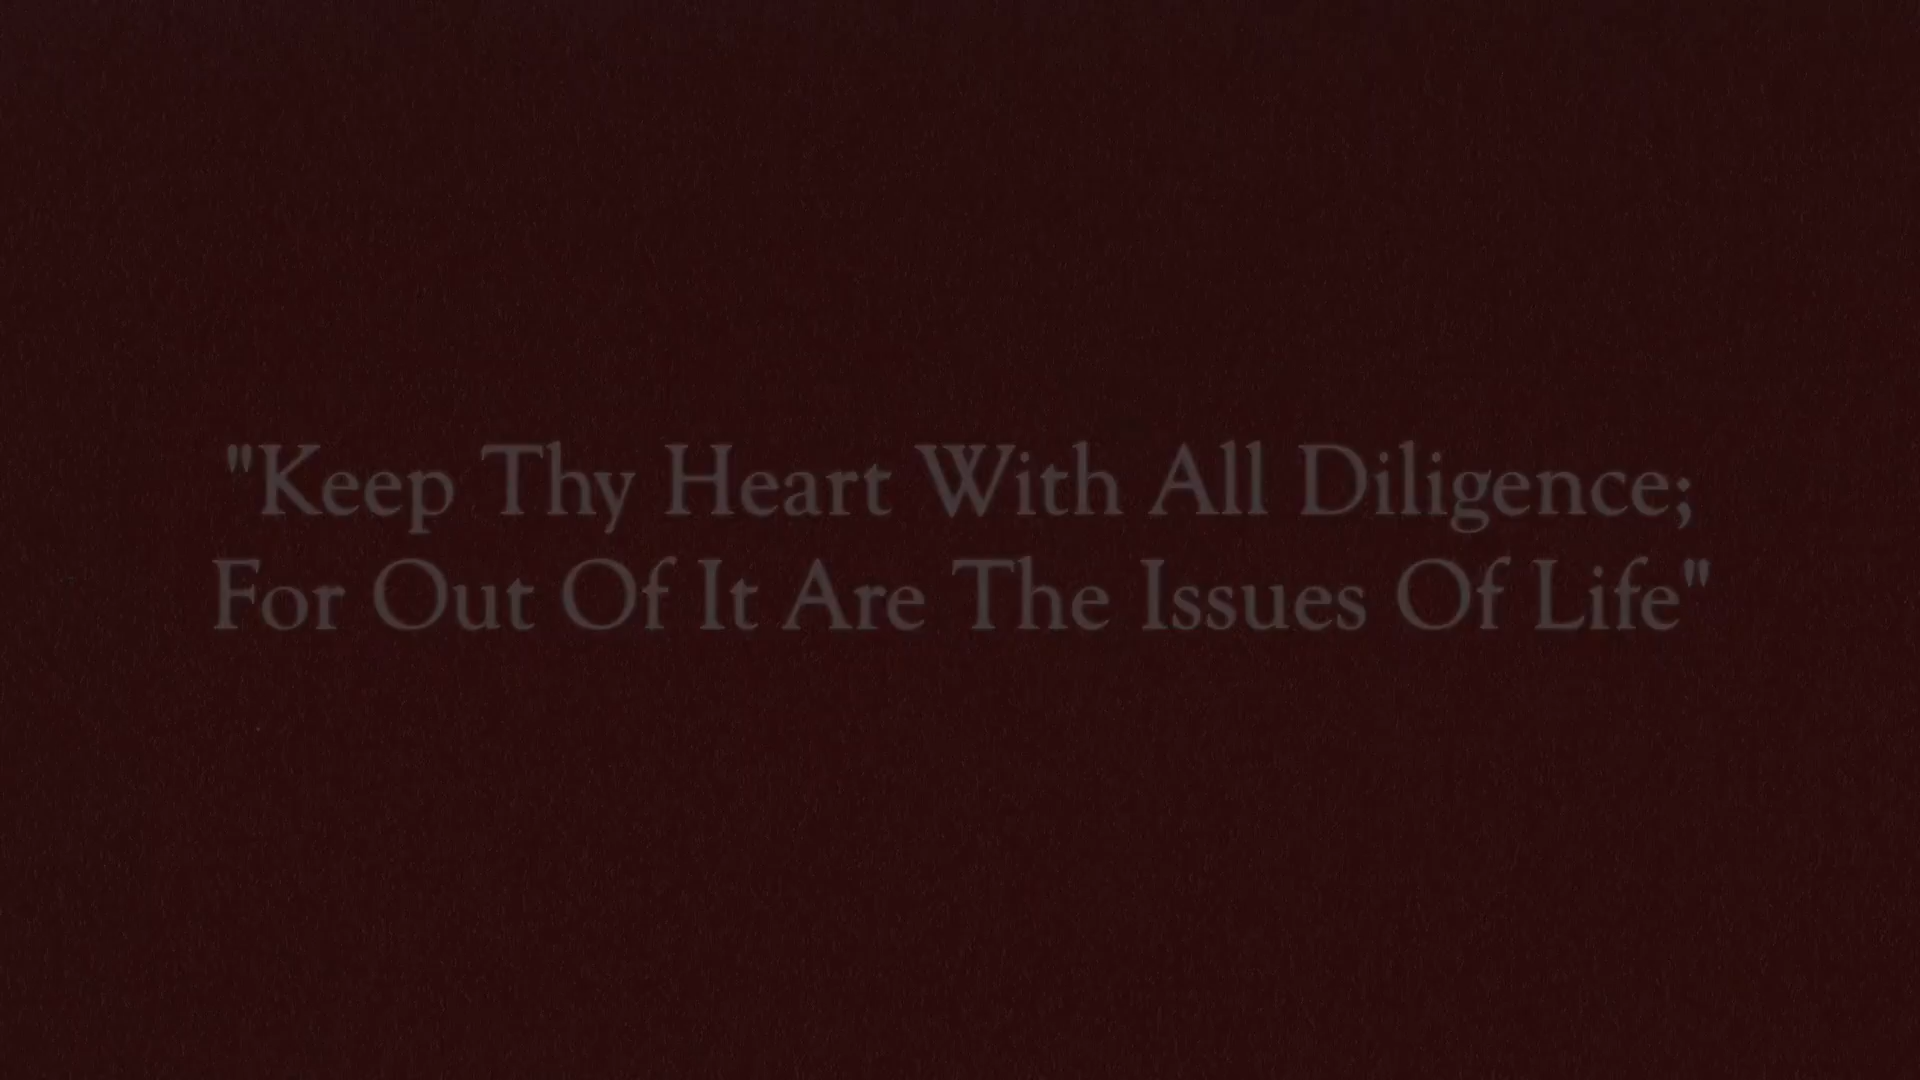 "Keep Thy Heart With All Diligence;
For Out Of It Are The Issues Of Life"